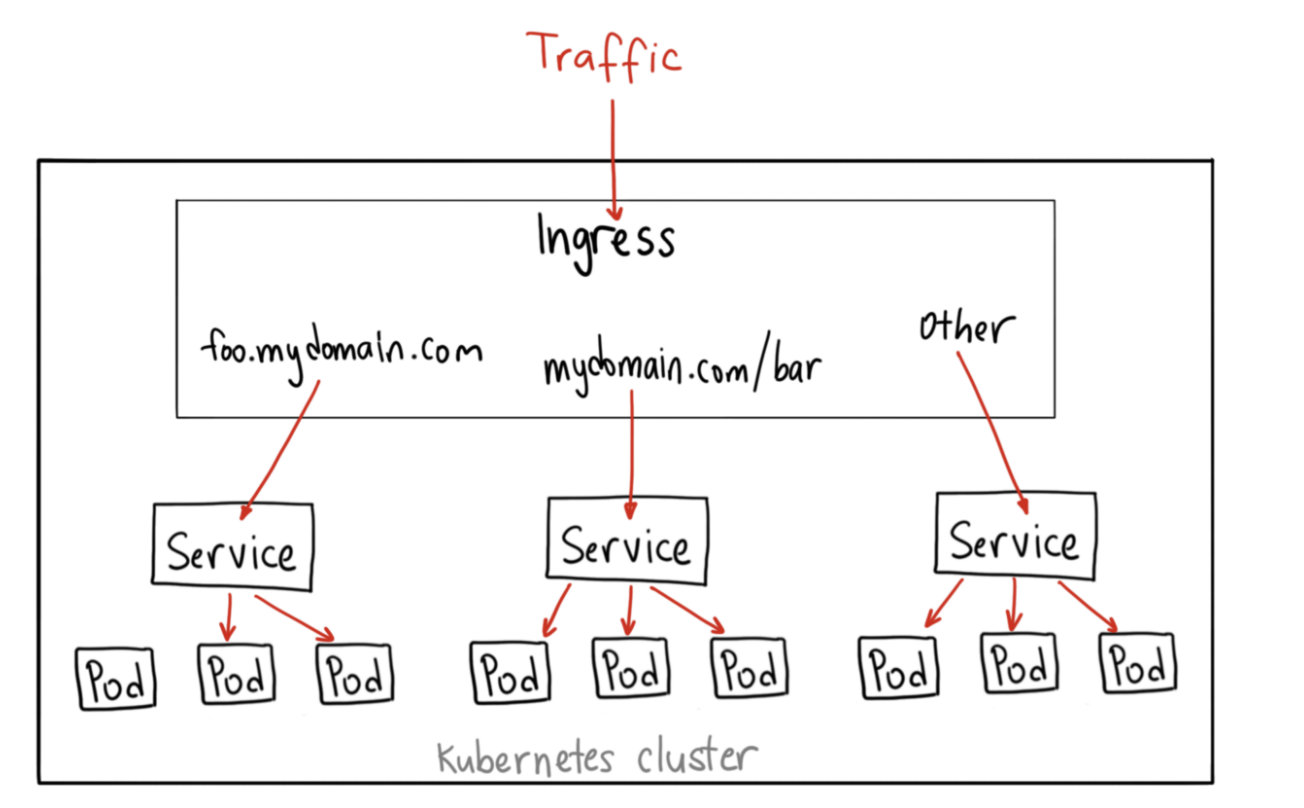 Traffic
Ingress
foo.mydomain.com
mydomain.com/bar
other
Service
Service
Service
Pod
Pod
Pod
Pod
Pod
Pod
Pod
Pod
Pod
Kubernetes cluster